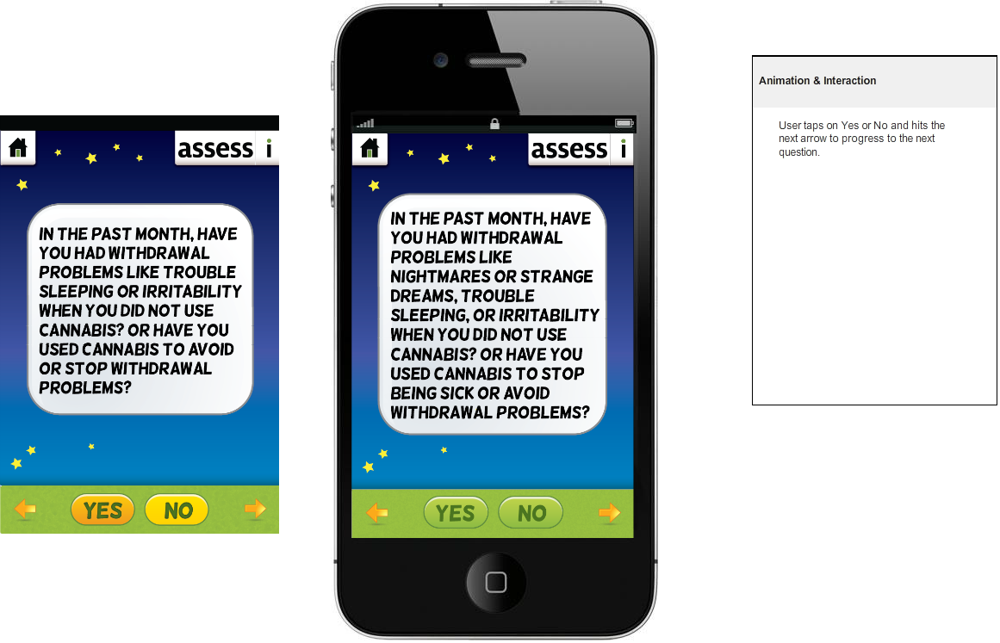 assess i
IN THE PAST MONTH, HAVE
YOU HAD WITHDRAWAL
PROBLEMS LIKE TROUBLE
SLEEPING OR IRRITABILITY
WHEN YOU DID NOT USE
CANNABIS? OR HAVE YOU
USED CANNABIS TO AVOID
OR STOP WITHDRAWAL
PROBLEMS?
YES NO
assess i
IN THE PAST MONTH, HAVE
YOU HAD WITHDRAWAL
PROBLEMS LIKE
NIGHTMARES OR STRANGE
DREAMS, TROUBLE
SLEEPING, OR IRRITABILITY
WHEN YOU DID NOT USE
CANNABIS? OR HAVE YOU
USED CANNABIS TO STOP
BEING SICK OR AVOID
WITHDRAWAL PROBLEMS?
YES NO
Animation & Interaction
User taps on Yes or No and hits the
next arrow to progress to the next
question.